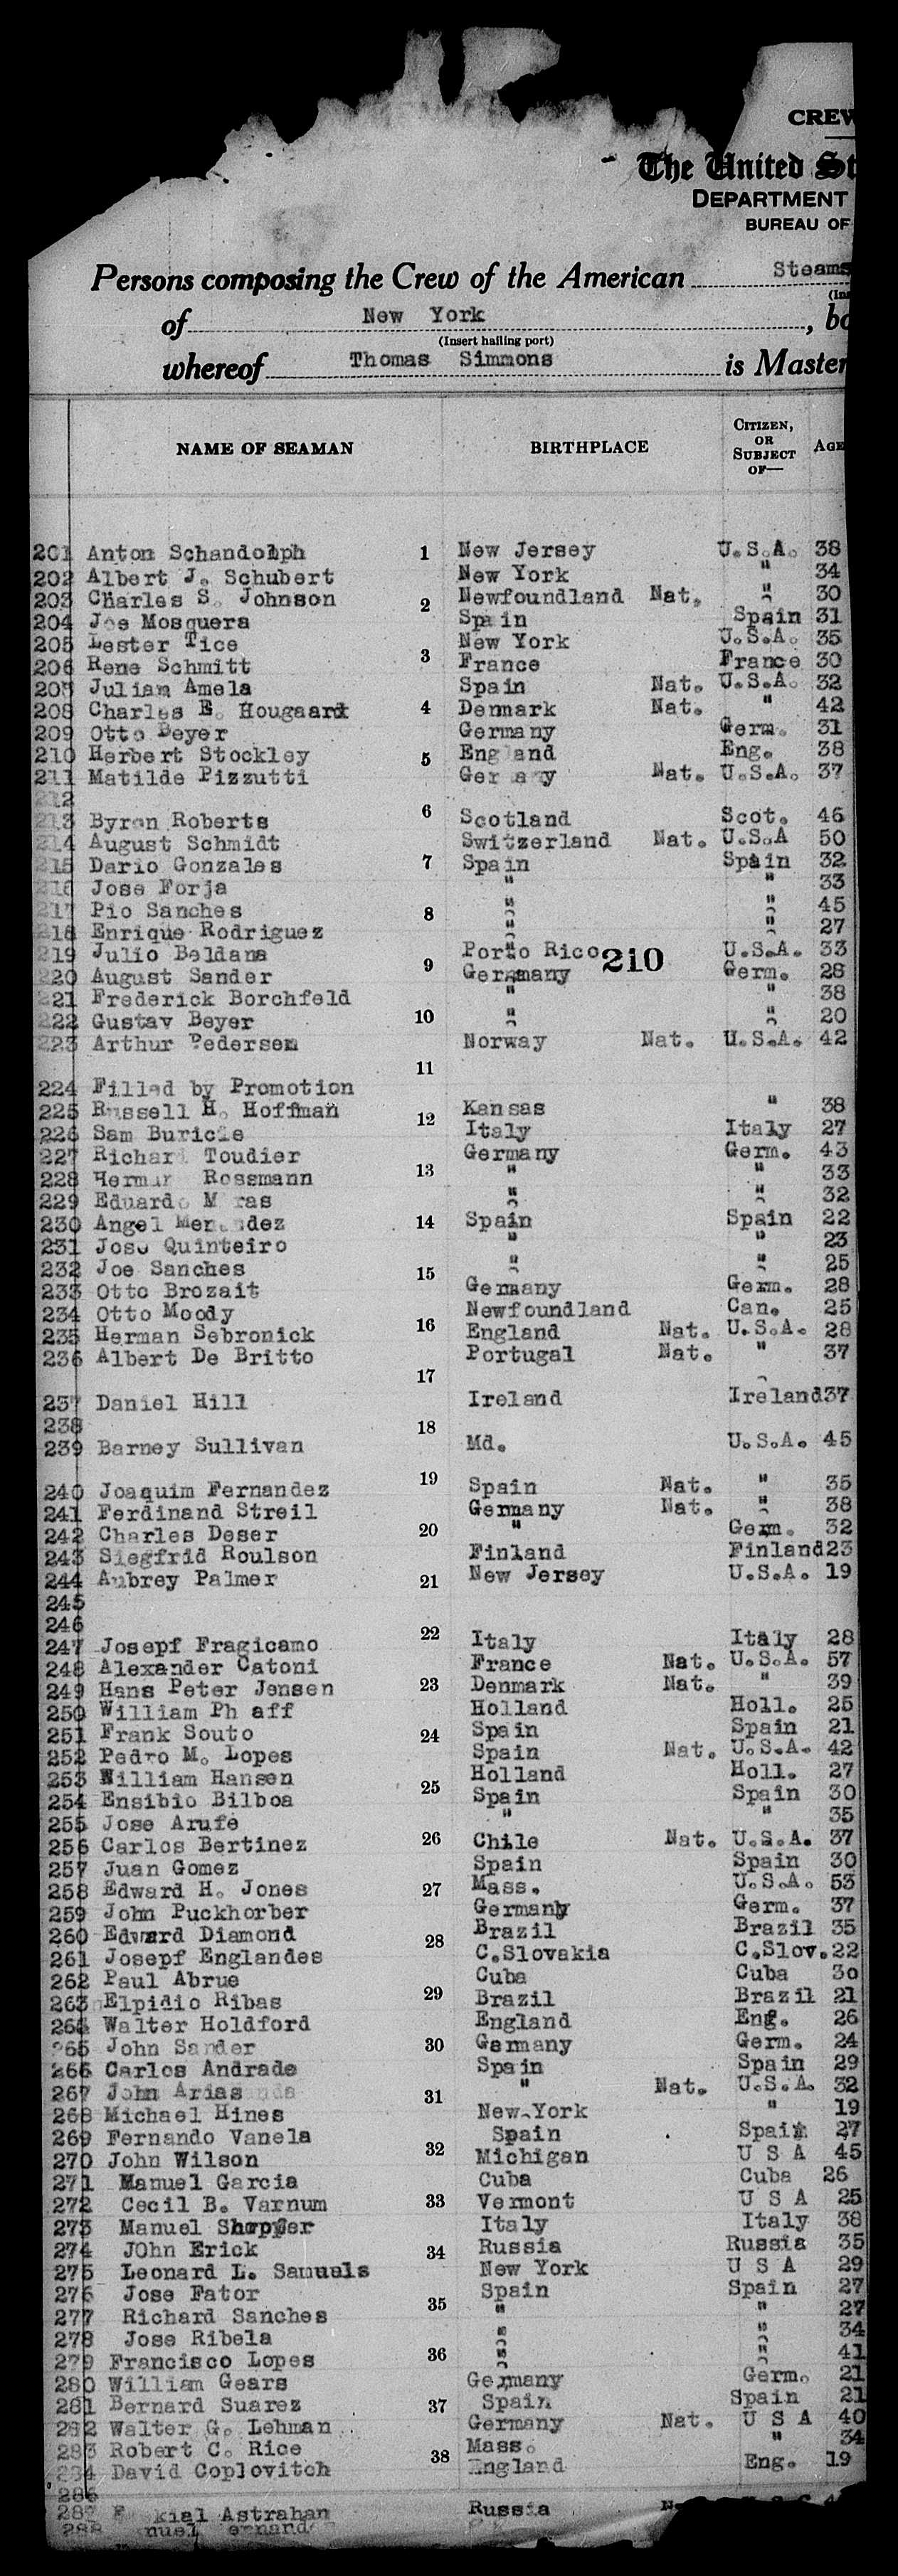 CREW
The United St
DEPARTMENT
BUREAU OF
Persons composing the Crew of the American Steams
(Ins
of New York, bo
(Insert hailing port)
whereof Thomas Simmons is Master
NAME OF SEAMAN BIRTHPLACE CITIZEN, OR SUBJECT OF— AGE
201 Anton Schandolph 1 New Jersey U.S.A. 38
202 Albert J. Schubert New York " 34
203 Charles S. Johnson 2 Newfoundland Nat. " 30
204 Joe Mosquera Spain Spain 31
205 Lester Tice New York U.S.A. 35
206 Rene Schmitt 3 France France 30
207 Julian Amela Spain Nat. U.S.A. 32
208 Charles E. Hougaard 4 Denmark Nat. " 42
209 Otto Beyer Germany Germ. 31
210 Herbert Stockley 5 England Eng. 38
211 Matilde Pizzutti Ger a y Nat. U.S.A. 37
212
213 Byron Roberts 6 Scotland Scot. 46
214 August Schmidt Switzerland Nat. U.S.A 50
215 Dario Gonzales 7 Spain Spain 32
216 Jose Forja " " 33
217 Pio Sanches 8 " " 45
218 Enrique Rodriguez " " 27
219 Julio Beldana Porto Rico 210 U.S.A. 33
220 August Sander 9 Germany Germ. 28
221 Frederick Borchfeld " " 38
222 Gustav Beyer 10 " " 20
223 Arthur Pedersen Norway Nat. U.S.A. 42
11
224 Filled by Promotion
225 Russell H. Hoffman 12 Kansas " 38
226 Sam Buricie Italy Italy 27
227 Richar Toudier Germany Germ. 43
228 Herman Rossmann 13 " " 33
229 Eduardo M ras " " 32
230 Angel Menendez 14 Spain Spain 22
231 Jose Quinteiro " " 23
232 Joe Sanches 15 " " 25
233 Otto Brozait Germany Germ. 28
234 Otto Moody Newfoundland Can. 25
235 Herman Sebronick 16 England Nat. U.S.A. 28
236 Albert De Britto Portugal Nat. " 37
17
237 Daniel Hill Ireland Ireland 37
238 18
239 Barney Sullivan Md. U.S.A. 45
240 Joaquim Fernandez 19 Spain Nat. " 35
241 Ferdinand Streil Germany Nat. " 38
242 Charles Deser 20 " Germ. 32
243 Siegfrid Roulson Finland Finland 23
244 Aubrey Palmer 21 New Jersey U.S.A. 19
245
246
247 Josepf Fragicamo 22 Italy Italy 28
248 Alexander Catoni France Nat. U.S.A. 57
249 Hans Peter Jensen 23 Denmark Nat. " 39
250 William Ph aff Holland Holl. 25
251 Frank Souto 24 Spain Spain 21
252 Pedro M. Lopes Spain Nat. U.S.A. 42
253 William Hansen Holland Holl. 27
254 Ensibio Bilboa 25 Spain Spain 30
255 Jose Arufe " " 35
256 Carlos Bertinez 26 Chile Nat. U.S.A. 37
257 Juan Gomez Spain Spain 30
258 Edward H. Jones 27 Mass. U.S.A. 53
259 John Puckhorber Germany Germ. 37
260 Edward Diamond 28 Brazil Brazil 35
261 Josepf Englandes C.Slovakia C.Slov. 22
262 Paul Abrue Cuba Cuba 30
263 Elpidio Ribas 29 Brazil Brazil 21
264 Walter Holdford England Eng. 26
265 John Sander 30 Germany Germ. 24
266 Carlos Andrade Spain Spain 29
267 John Arias 31 " Nat. U.S.A. 32
268 Michael Hines New York " 19
269 Fernando Vanela Spain Spain 27
270 John Wilson 32 Michigan U S A 45
271 Manuel Garcia Cuba Cuba 26
272 Cecil B. Varnum 33 Vermont U S A 25
273 Manuel Shopfer Italy Italy 38
274 JOhn Erick 34 Russia Russia 35
275 Leonard L. Samuels New York U S A 29
276 Jose Fator Spain Spain 27
277 Richard Sanches 35 " " 27
278 Jose Ribela " " 34
279 Francisco Lopes 36 " " 41
280 William Gears Germany Germ. 21
281 Bernard Suarez 37 Spain Spain 21
282 Walter G. Lehman Germany Nat. U S A 40
283 Robert C. Rice Mass. " 34
284 David Coplovitch 38 England Eng. 19
286
287 kial Astrahan Russia
288 nuel ernand